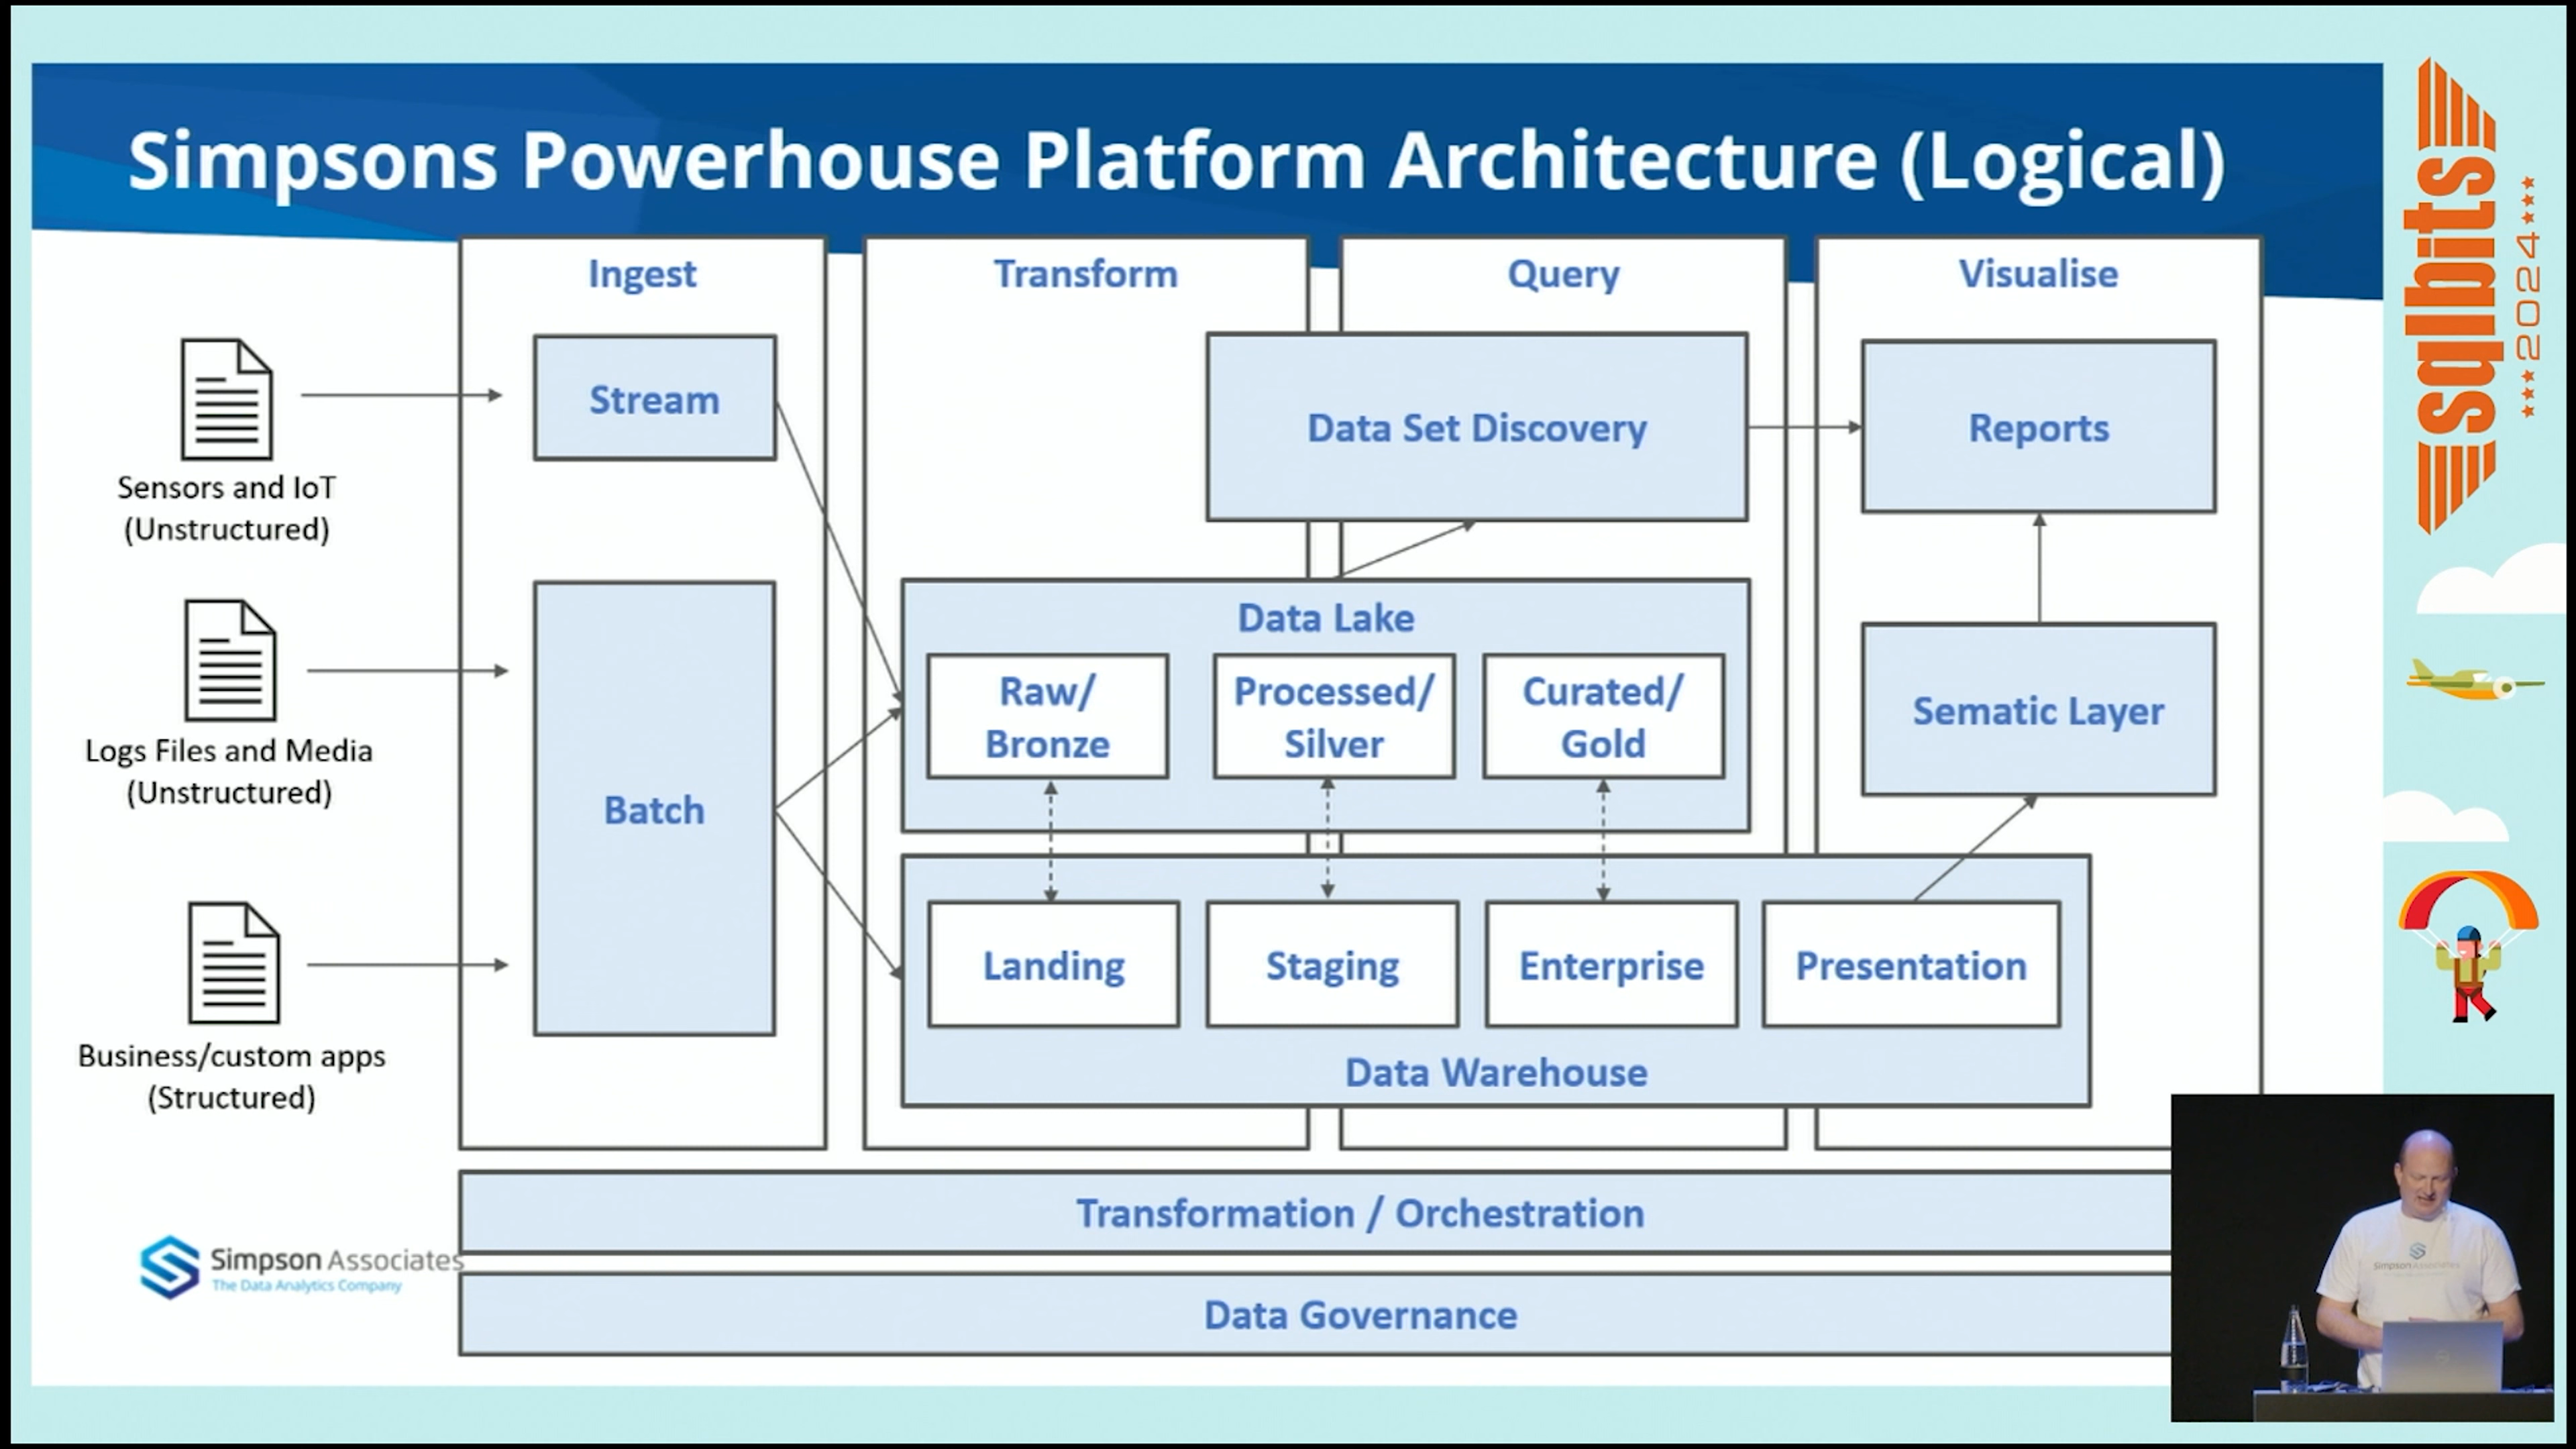 Simpsons Powerhouse Platform Architecture (Logical)
Ingest
Transform
Query
Visualise
Stream
Data Set Discovery
Reports
Sensors and IoT
(Unstructured)
Data Lake
Raw/
Bronze
Processed/
Silver
Curated/
Gold
Sematic Layer
Logs Files and Media
(Unstructured)
Batch
Landing
Staging
Enterprise
Presentation
Data Warehouse
Business/custom apps
(Structured)
Transformation / Orchestration
Data Governance
Simpson Associates
The Data Analytics Company
sqlbits
2024
Simpson Associates